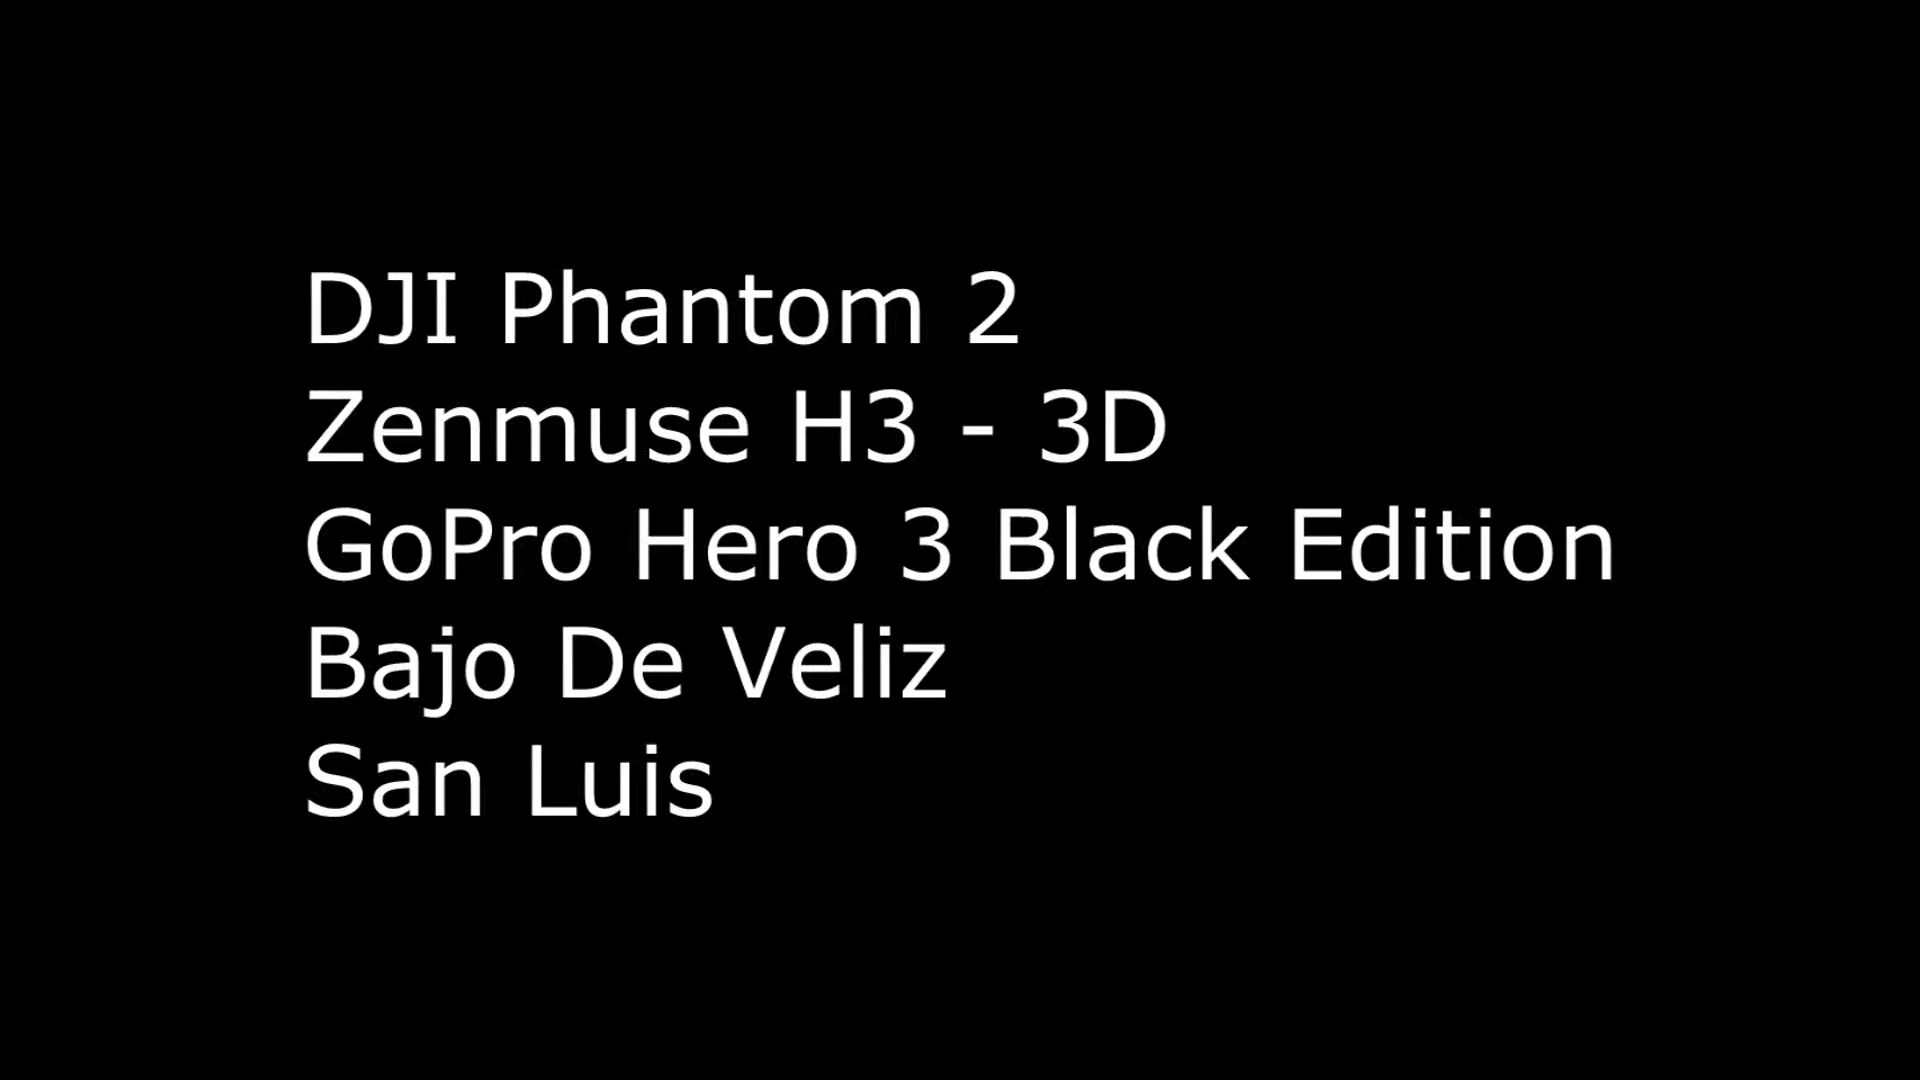 DJI Phantom 2
Zenmuse H3 - 3D
GoPro Hero 3 Black Edition
Bajo De Veliz
San Luis